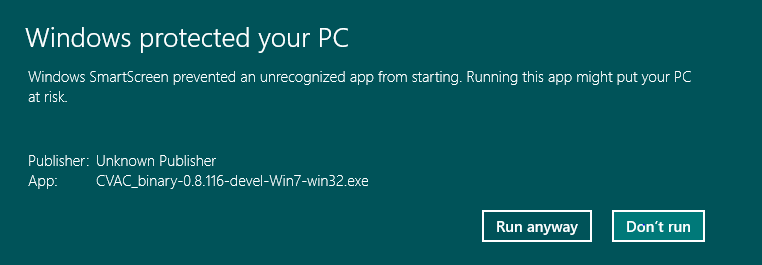 Windows protected your PC
Windows SmartScreen prevented an unrecognized app from starting. Running this app might put your PC
at risk.
Publisher: Unknown Publisher
App: CVAC_binary-0.8.116-devel-Win7-win32.exe
Run anyway Don't run